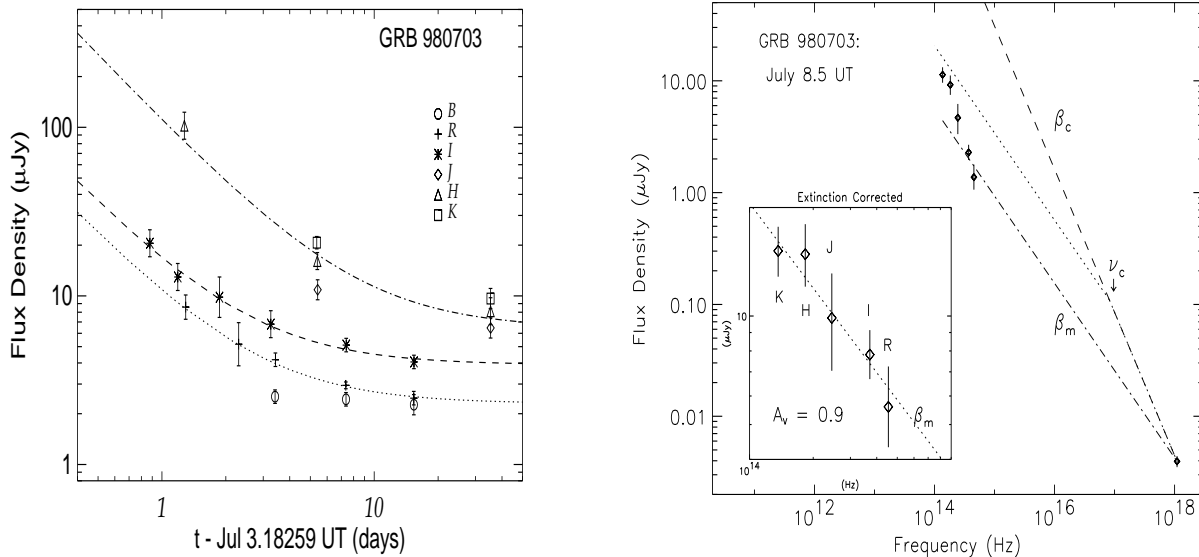 GRB 980703
B
R
I
J
H
K
100
10
1
Flux Density (μJy)
1
10
t - Jul 3.18259 UT (days)
GRB 980703:
July 8.5 UT
10.00
1.00
0.10
0.01
Flux Density (μJy)
β_c
ν_c
β_m
Extinction Corrected
J
K
H
I
R
10
(μJy)
A_v = 0.9
β_m
10^14
(Hz)
10^12
10^14
10^16
10^18
Frequency (Hz)